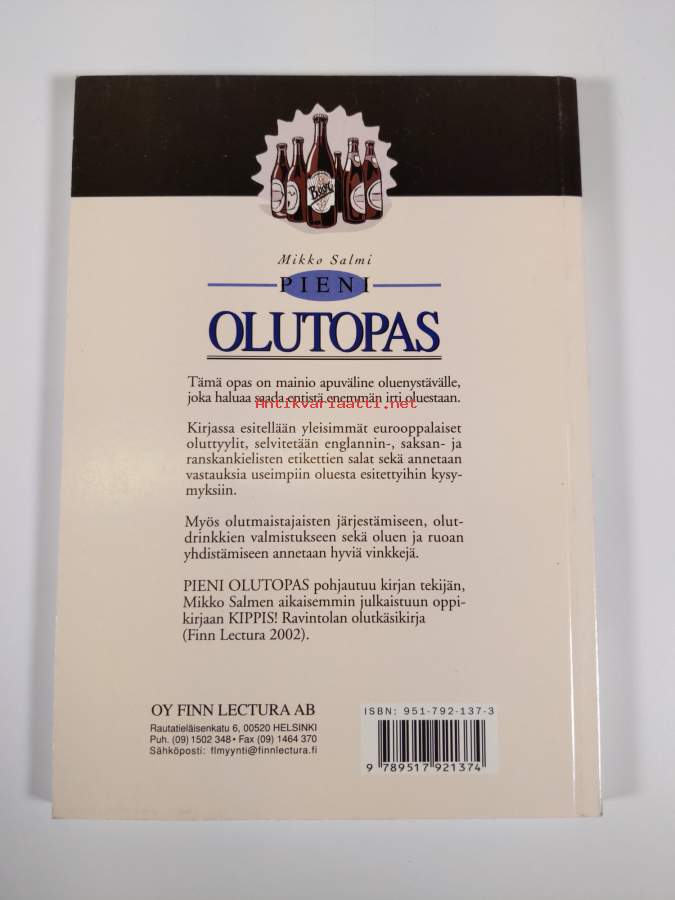 Mikko Salmi
PIENI
OLUTOPAS
Tämä opas on mainio apuväline oluenystävälle,
joka haluaa saada entistä enemmän irti oluestaan.
Antikvariaatti.net
Kirjassa esitellään yleisimmät eurooppalaiset
oluttyylit, selvitetään englannin-, saksan- ja
ranskankielisten etikettien salat sekä annetaan
vastauksia useimpiin oluesta esitettyihin kysy-
myksiin.
Myös olutmaistajaisten järjestämiseen, olut-
drinkkien valmistukseen sekä oluen ja ruoan
yhdistämiseen annetaan hyviä vinkkejä.
PIENI OLUTOPAS pohjautuu kirjan tekijän,
Mikko Salmen aikaisemmin julkaistuun oppi-
kirjaan KIPPIS! Ravintolan olutkäsikirja
(Finn Lectura 2002).
OY FINN LECTURA AB
Rautatieläisenkatu 6, 00520 HELSINKI
Puh. (09) 1502 348 • Fax (09) 1464 370
Sähköposti: flmyynti@finnlectura.fi
ISBN: 951-792-137-3
9 789517 921374